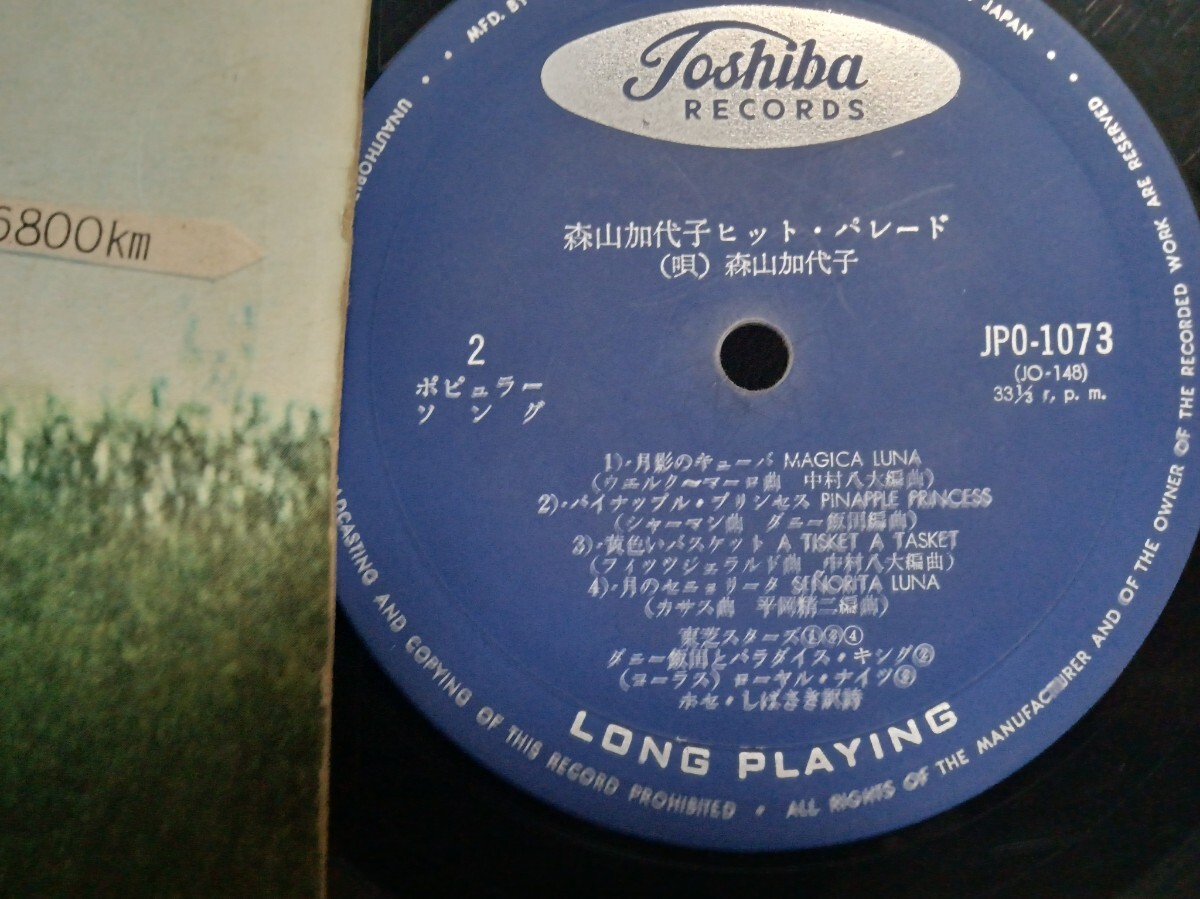 6800km
MFD. BY
JAPAN
Toshiba
RECORDS
森山加代子ヒット・パレード
(唄) 森山加代子
2
ポピュラー
ソング
JPO-1073
(JO-148)
33⅓ r, p. m.
1)・月影のキューバ MAGICA LUNA
(ウエルク〜マーロ曲 中村八大編曲)
2)・パイナップル・プリンセス PINAPPLE PRINCESS
(シャーマン曲 ダニー飯田編曲)
3)・黄色いバスケット A TISKET A TASKET
(フィッツジェラルド曲 中村八大編曲)
4)・月のセニョリータ SENORITA LUNA
(カサス曲 平岡精二編曲)
東芝スターズ①③④
ダニー飯田とパラダイス・キング②
(コーラス) ローヤル・ナイツ③
ホセ・しばさき訳詩
LONG PLAYING
COPYING OF THIS RECORD PROHIBITED • ALL RIGHTS OF THE MANUFACTURER AND OF THE OWNER OF THE RECORDED WORK ARE RESERVED